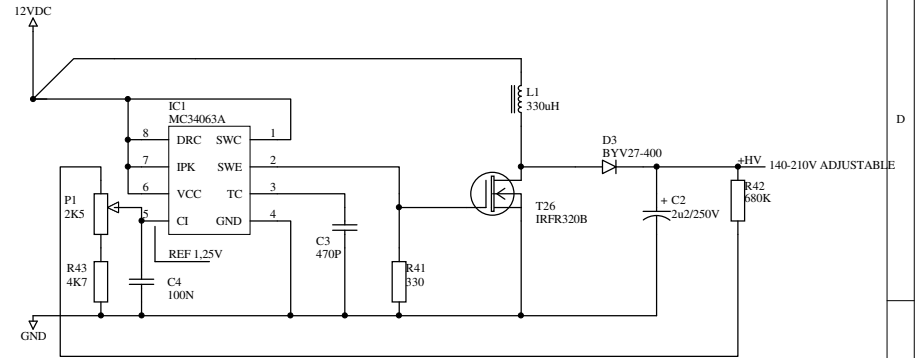 12VDC
IC1
MC34063A
8 DRC SWC 1
7 IPK SWE 2
6 VCC TC 3
5 CI GND 4
REF 1,25V
P1
2K5
R43
4K7
C4
100N
C3
470P
R41
330
L1
330uH
D3
BYV27-400
T26
IRFR320B
+ C2
2u2/250V
+HV
140-210V ADJUSTABLE
R42
680K
GND
D